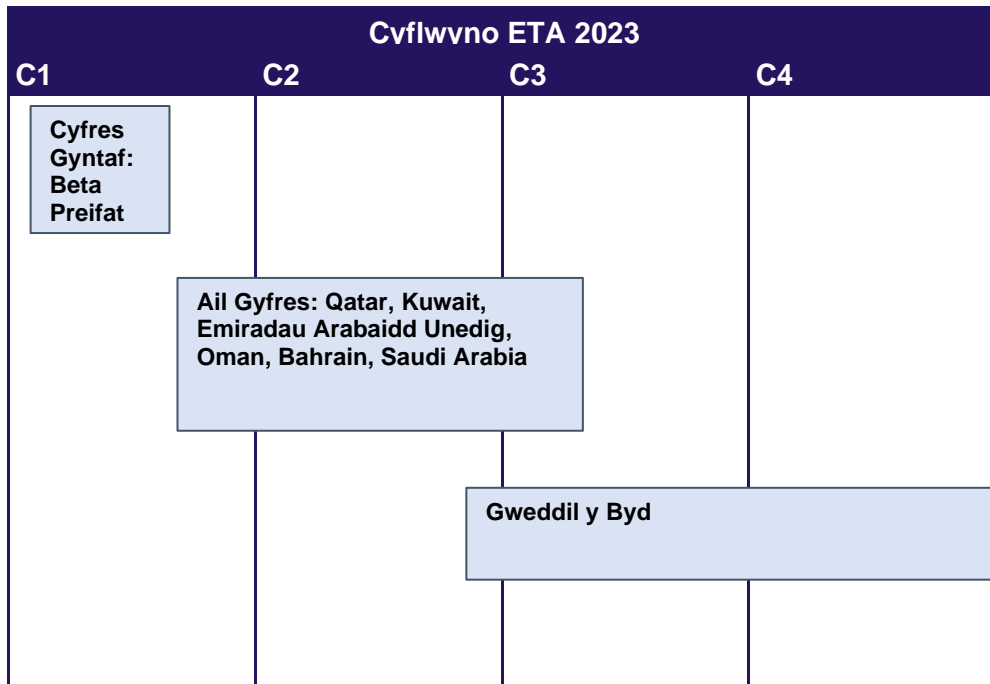 Cyflwyno ETA 2023
C1 C2 C3 C4
Cyfres
Gyntaf:
Beta
Preifat
Ail Gyfres: Qatar, Kuwait,
Emiradau Arabaidd Unedig,
Oman, Bahrain, Saudi Arabia
Gweddil y Byd